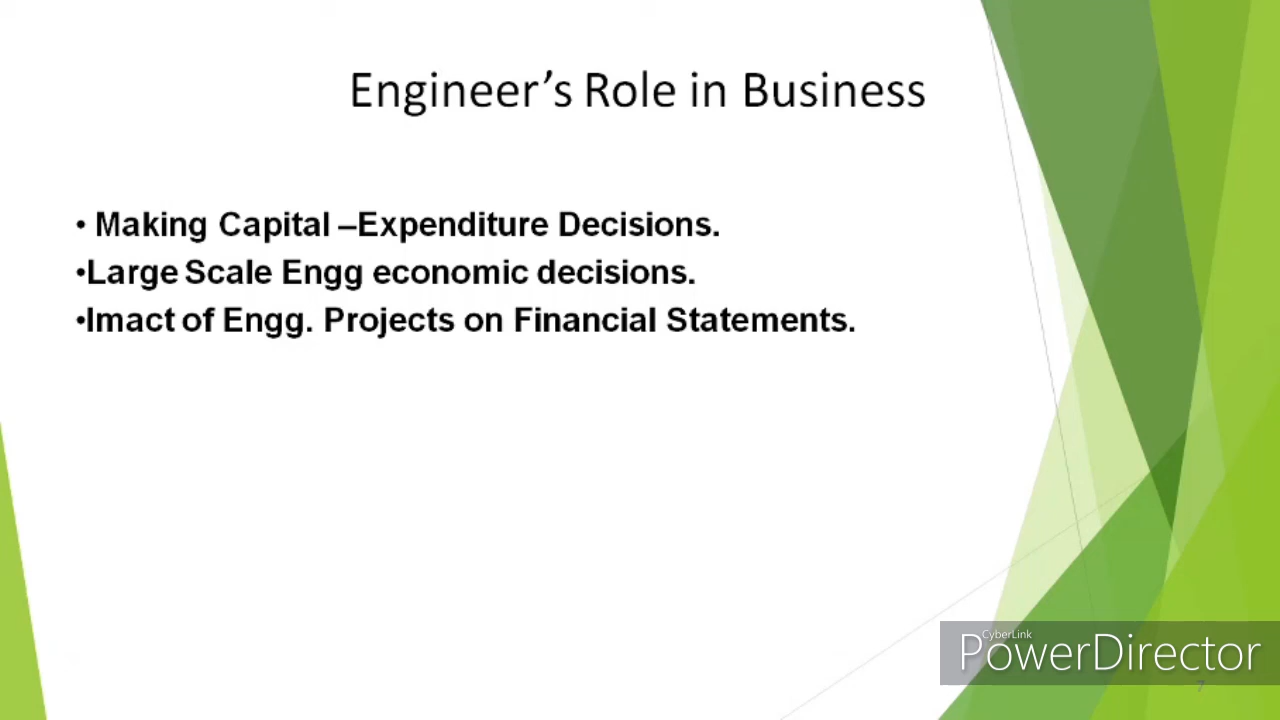 Engineer’s Role in Business
• Making Capital –Expenditure Decisions.
•Large Scale Engg economic decisions.
•Imact of Engg. Projects on Financial Statements.
CyberLink
PowerDirector
7